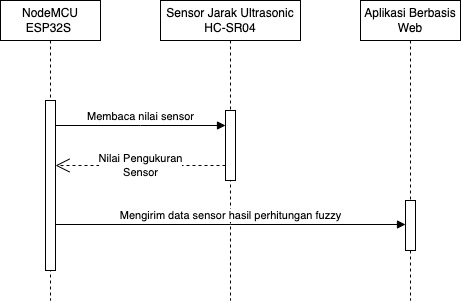 NodeMCU
ESP32S
Sensor Jarak Ultrasonic
HC-SR04
Aplikasi Berbasis
Web
Membaca nilai sensor
Nilai Pengukuran
Sensor
Mengirim data sensor hasil perhitungan fuzzy